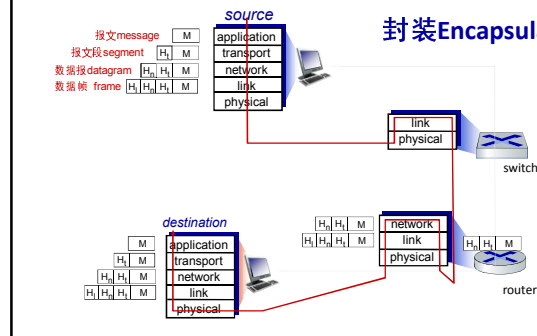 source
封装Encapsula
报文message M
报文段segment Ht M
数据报datagram Hn Ht M
数据帧 frame Hl Hn Ht M
application
transport
network
link
physical
link
physical
switch
destination
M
Ht M
Hn Ht M
Hl Hn Ht M
application
transport
network
link
physical
Hn Ht M
Hl Hn Ht M
network
link
physical
Hn Ht M
router